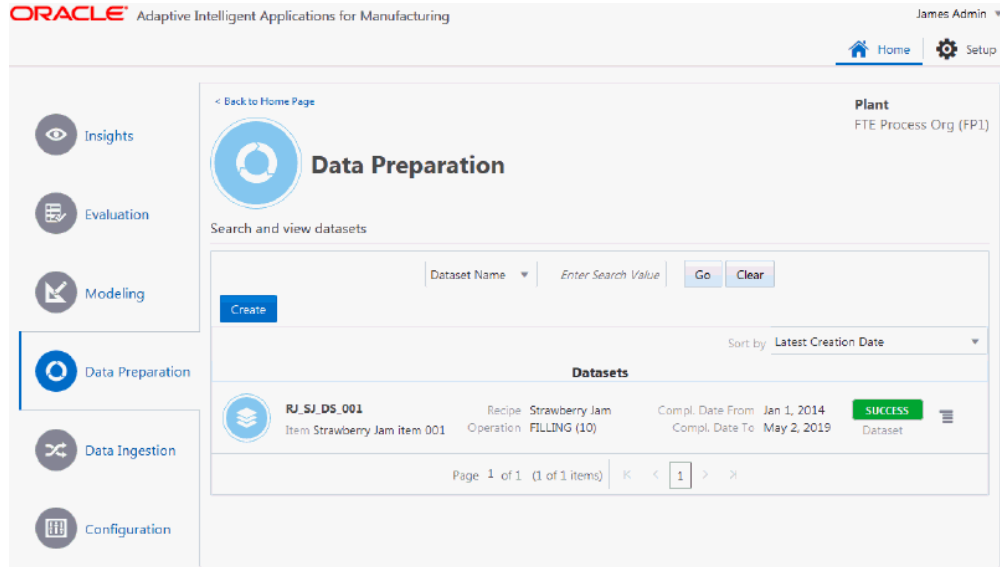 ORACLE® Adaptive Intelligent Applications for Manufacturing
James Admin
Home
Setup
< Back to Home Page
Plant
FTE Process Org (FP1)
Insights
Data Preparation
Evaluation
Search and view datasets
Dataset Name
Enter Search Value
Go
Clear
Modeling
Create
Sort by Latest Creation Date
Data Preparation
Datasets
RJ_SJ_DS_001
Recipe Strawberry Jam
Compl. Date From Jan 1, 2014
SUCCESS
Item Strawberry Jam item 001
Operation FILLING (10)
Compl. Date To May 2, 2019
Dataset
Data Ingestion
Page 1 of 1 (1 of 1 items)
1
Configuration